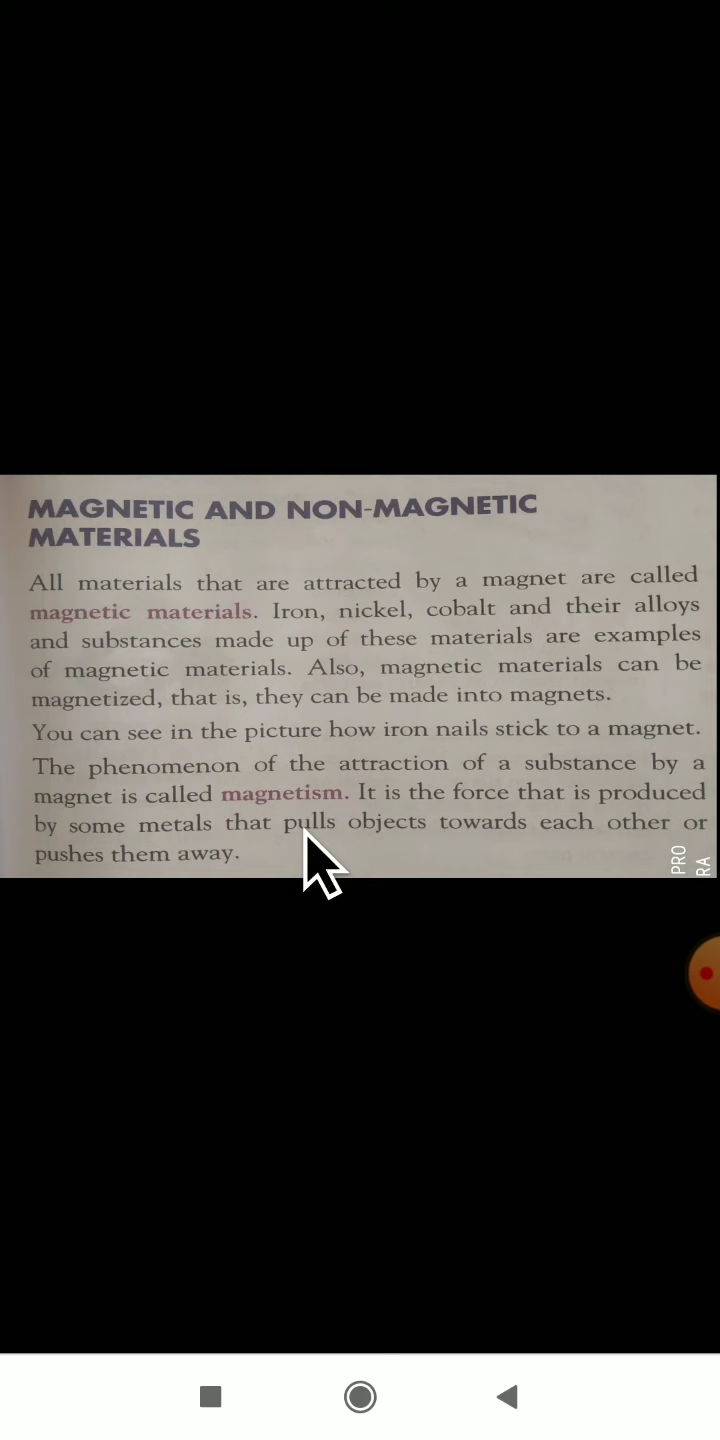 MAGNETIC AND NON-MAGNETIC
MATERIALS
All materials that are attracted by a magnet are called
magnetic materials. Iron, nickel, cobalt and their alloys
and substances made up of these materials are examples
of magnetic materials. Also, magnetic materials can be
magnetized, that is, they can be made into magnets.
You can see in the picture how iron nails stick to a magnet.
The phenomenon of the attraction of a substance by a
magnet is called magnetism. It is the force that is produced
by some metals that pulls objects towards each other or
pushes them away.
PRO
RA